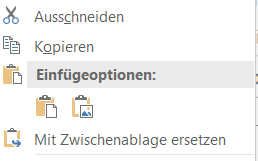 Ausschneiden
Kopieren
Einfügeoptionen:
Mit Zwischenablage ersetzen